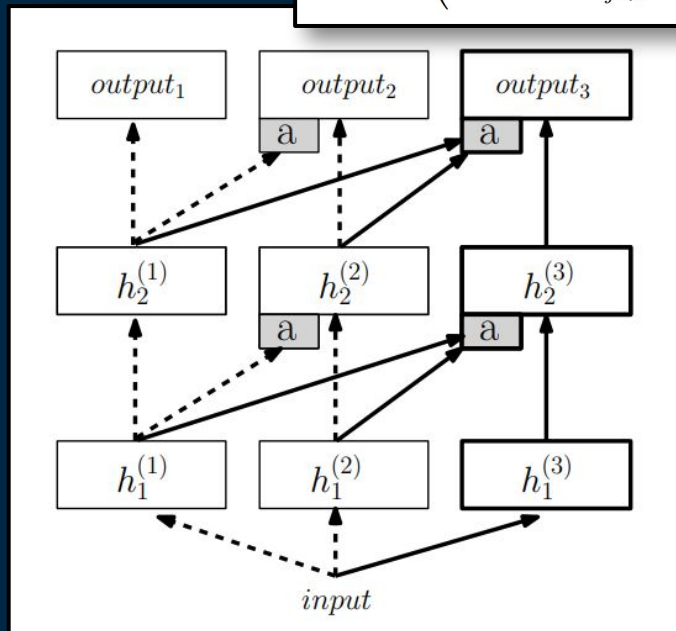 output₁ output₂ output₃
a a
h₂⁽¹⁾ h₂⁽²⁾ h₂⁽³⁾
a a
h₁⁽¹⁾ h₁⁽²⁾ h₁⁽³⁾
input